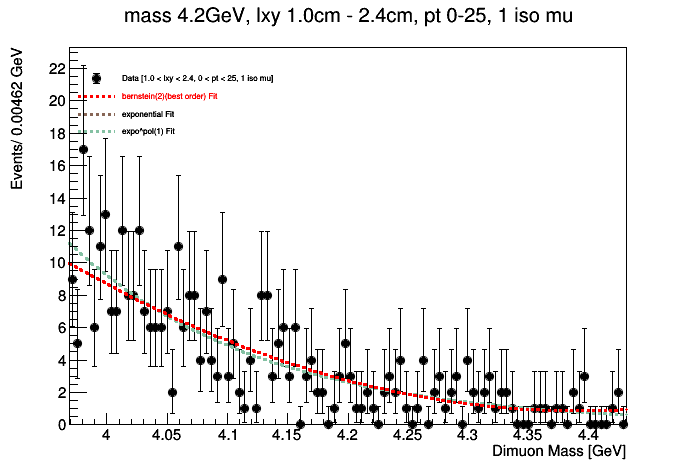 mass 4.2GeV, lxy 1.0cm - 2.4cm, pt 0-25, 1 iso mu
Events/ 0.00462 GeV
22
20
18
16
14
12
10
8
6
4
2
0
Data [1.0 < lxy < 2.4, 0 < pt < 25, 1 iso mu]
bernstein(2)(best order) Fit
exponential Fit
expo*pol(1) Fit
4 4.05 4.1 4.15 4.2 4.25 4.3 4.35 4.4
Dimuon Mass [GeV]